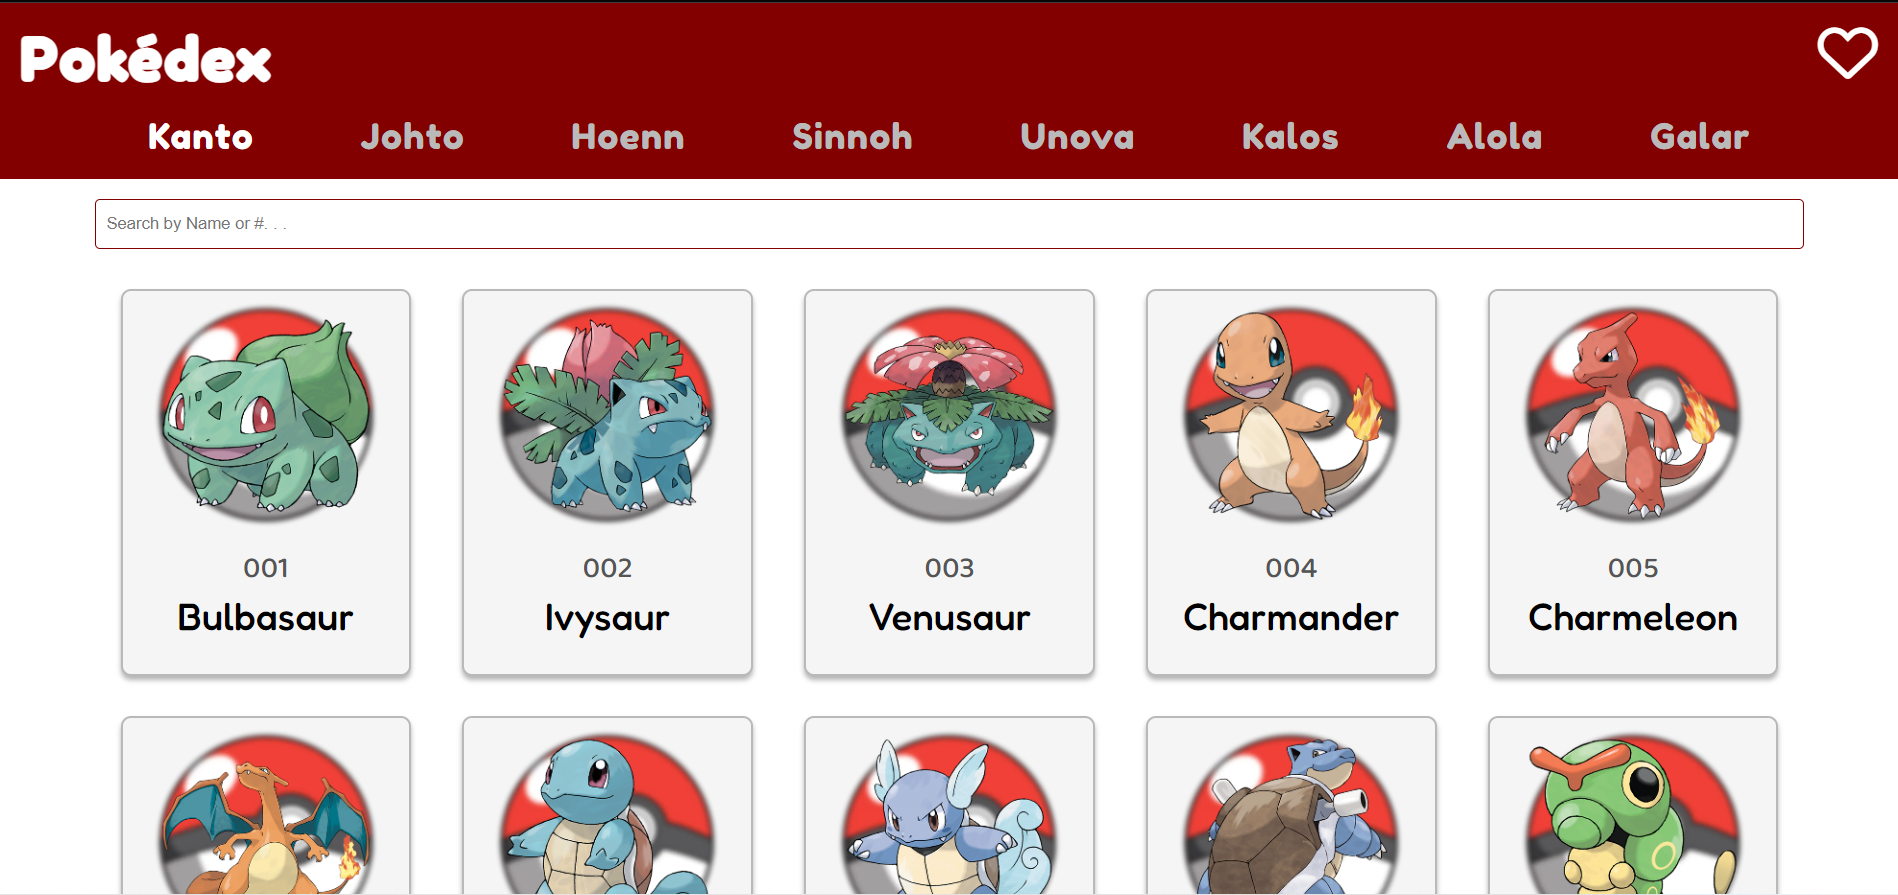 Pokédex
Kanto Johto Hoenn Sinnoh Unova Kalos Alola Galar
Search by Name or #. . .
001 002 003 004 005
Bulbasaur Ivysaur Venusaur Charmander Charmeleon